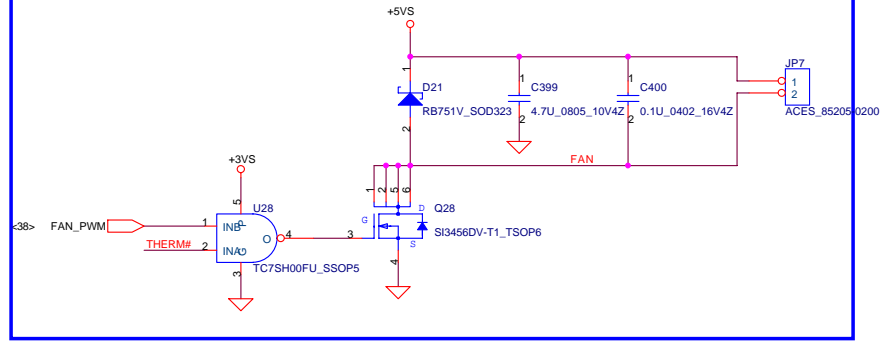 +5VS
JP7
1
D21
1
C399
1
C400
1
2
RB751V_SOD323
4.7U_0805_10V4Z
0.1U_0402_16V4Z
ACES_85205-0200
2
2
2
+3VS
FAN
1
2
5
6
5
U28
D
Q28
<38>
FAN_PWM
1
INB
P
G
O
4
3
SI3456DV-T1_TSOP6
THERM#
2
INA
G
S
TC7SH00FU_SSOP5
3
4